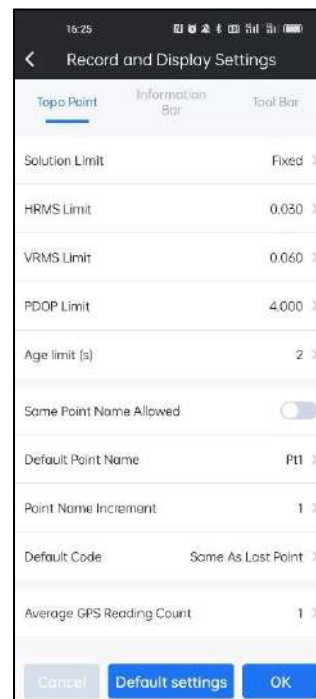 16:25
Record and Display Settings
Topo Point
Information
Bar
Tool Bar
Solution Limit Fixed
HRMS Limit 0.030
VRMS Limit 0.060
PDOP Limit 4.000
Age limit (s) 2
Same Point Name Allowed
Default Point Name Pt1
Point Name Increment 1
Default Code Same As Last Point
Average GPS Reading Count 1
Cancel Default settings OK